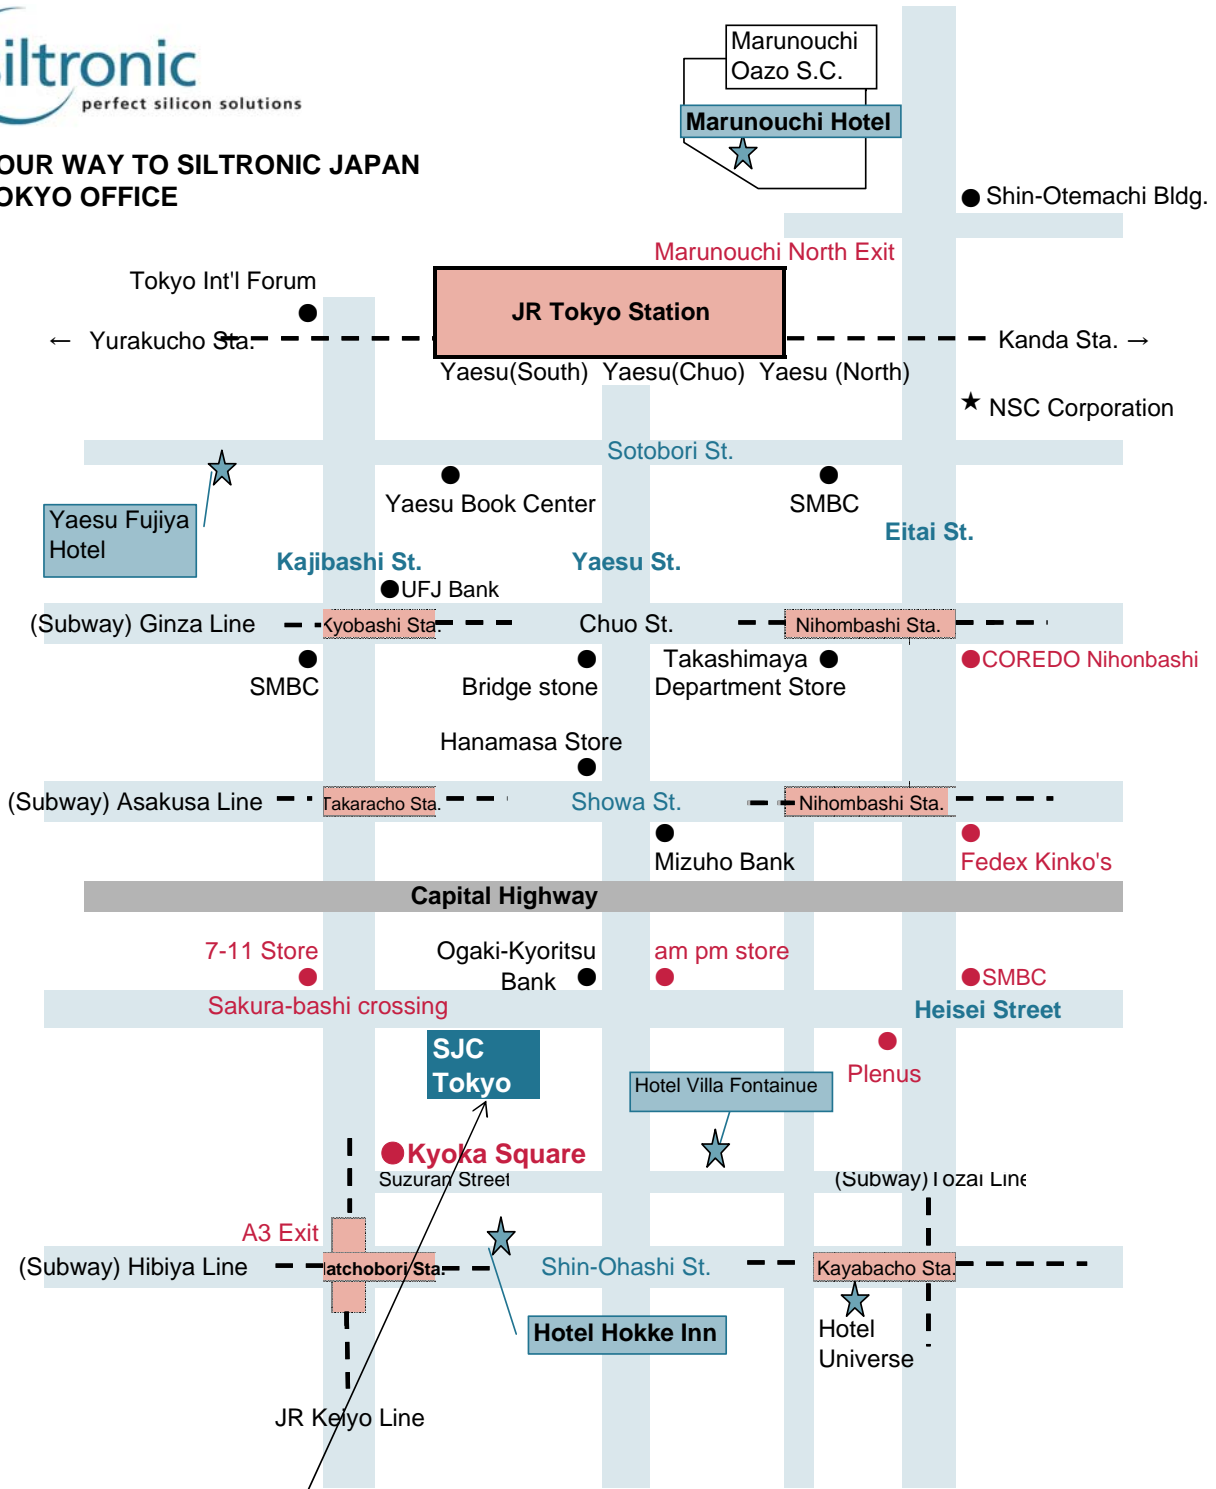 siltronic
perfect silicon solutions
OUR WAY TO SILTRONIC JAPAN
OKYO OFFICE
Marunouchi
Oazo S.C.
Marunouchi Hotel
Shin-Otemachi Bldg.
Marunouchi North Exit
Tokyo Int'l Forum
JR Tokyo Station
← Yurakucho Sta.
Kanda Sta. →
Yaesu(South) Yaesu(Chuo) Yaesu (North)
NSC Corporation
Sotobori St.
Yaesu Book Center
SMBC
Yaesu Fujiya
Hotel
Eitai St.
Kajibashi St.
Yaesu St.
UFJ Bank
(Subway) Ginza Line
Kyobashi Sta.
Chuo St.
Nihombashi Sta.
SMBC
Bridge stone
Takashimaya
Department Store
COREDO Nihonbashi
Hanamasa Store
(Subway) Asakusa Line
Takaracho Sta.
Showa St.
Nihombashi Sta.
Mizuho Bank
Fedex Kinko's
Capital Highway
7-11 Store
Ogaki-Kyoritsu
Bank
am pm store
SMBC
Sakura-bashi crossing
Heisei Street
SJC
Tokyo
Plenus
Hotel Villa Fontainue
Kyoka Square
Suzuran Street
(Subway)Tozai Line
A3 Exit
(Subway) Hibiya Line
atchobori Sta.
Shin-Ohashi St.
Kayabacho Sta.
Hotel Hokke Inn
Hotel
Universe
JR Keiyo Line